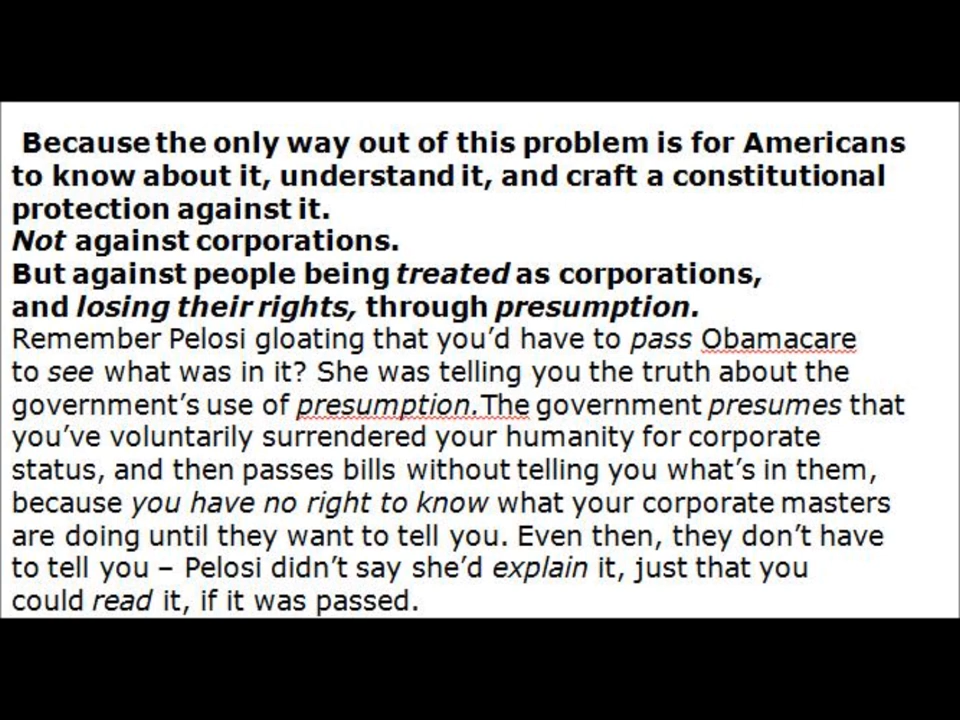 Because the only way out of this problem is for Americans
to know about it, understand it, and craft a constitutional
protection against it.
Not against corporations.
But against people being treated as corporations,
and losing their rights, through presumption.
Remember Pelosi gloating that you’d have to pass Obamacare
to see what was in it? She was telling you the truth about the
government’s use of presumption.The government presumes that
you’ve voluntarily surrendered your humanity for corporate
status, and then passes bills without telling you what’s in them,
because you have no right to know what your corporate masters
are doing until they want to tell you. Even then, they don’t have
to tell you – Pelosi didn’t say she’d explain it, just that you
could read it, if it was passed.